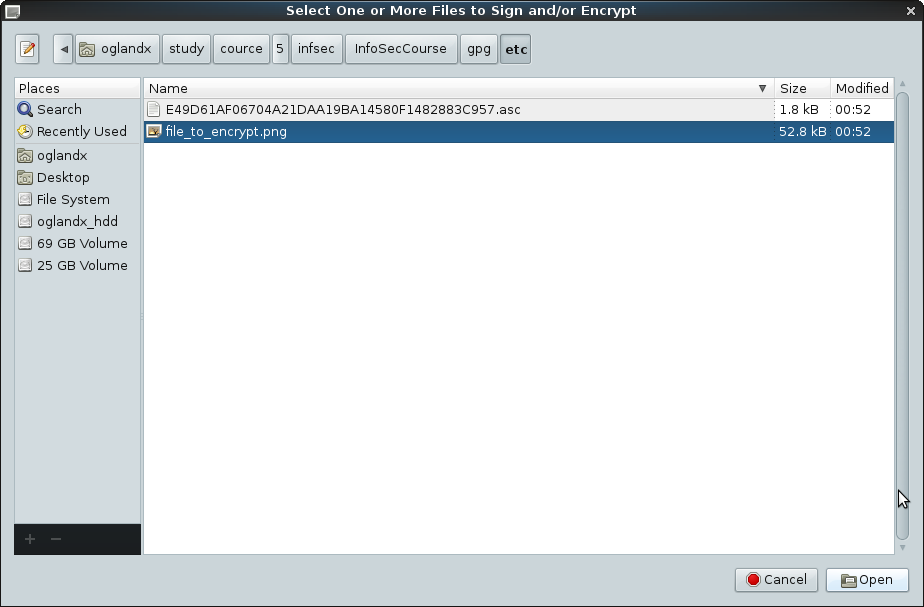 Select One or More Files to Sign and/or Encrypt
oglandx study cource 5 infsec InfoSecCourse gpg etc
Places
Search
Recently Used
oglandx
Desktop
File System
oglandx_hdd
69 GB Volume
25 GB Volume
Name Size Modified
E49D61AF06704A21DAA19BA14580F1482883C957.asc 1.8 kB 00:52
file_to_encrypt.png 52.8 kB 00:52
Cancel Open